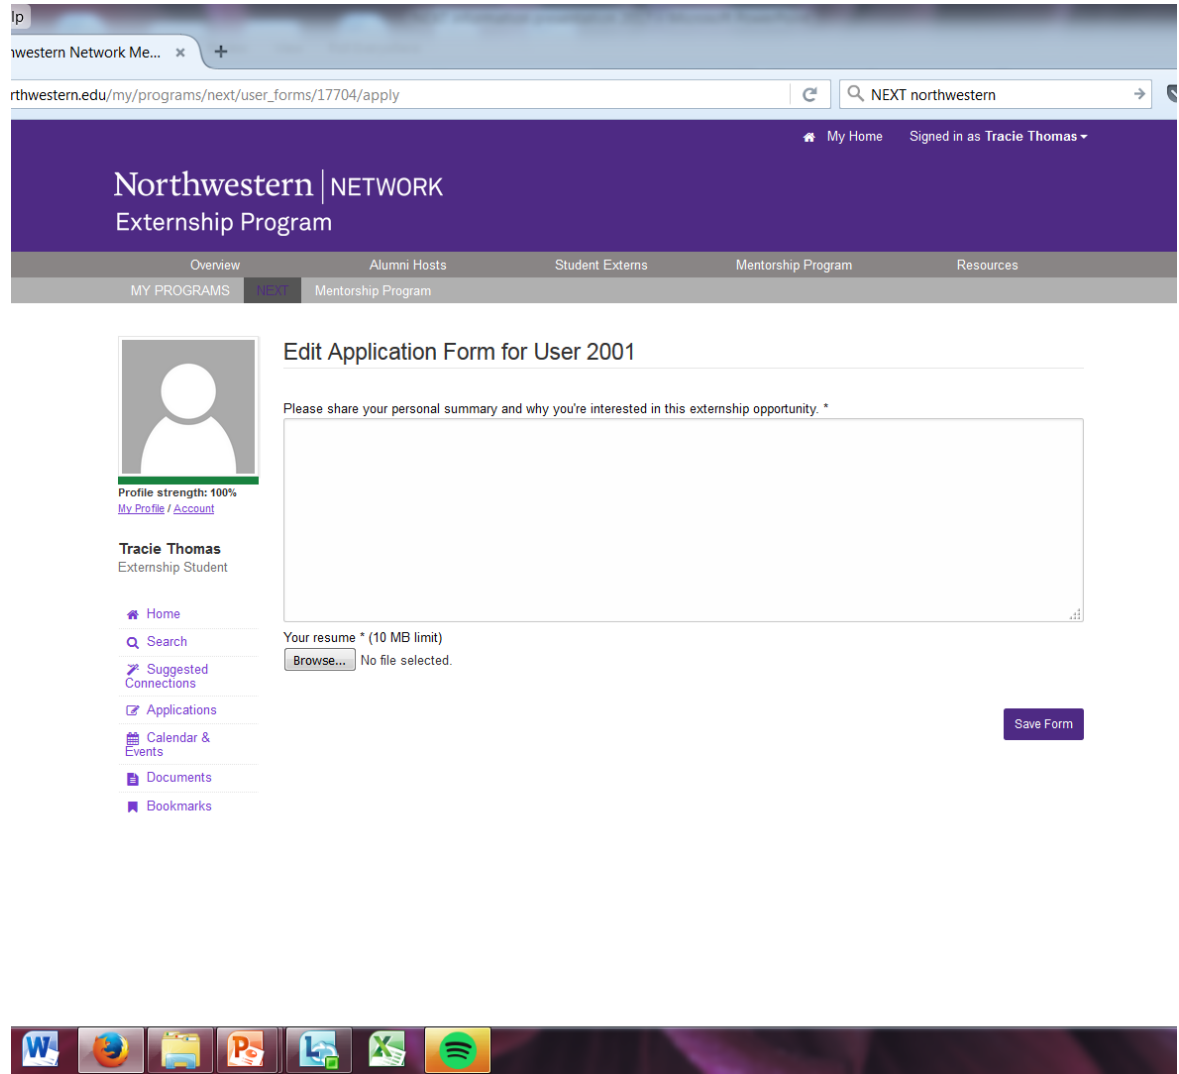 lp
hwestern Network Me... × +
rthwestern.edu/my/programs/next/user_forms/17704/apply
NEXT northwestern
My Home Signed in as Tracie Thomas
Northwestern | NETWORK
Externship Program
Overview Alumni Hosts Student Externs Mentorship Program Resources
MY PROGRAMS NEXT Mentorship Program
Edit Application Form for User 2001
Please share your personal summary and why you're interested in this externship opportunity. *
Profile strength: 100%
My Profile / Account
Tracie Thomas
Externship Student
Home
Search
Suggested
Connections
Applications
Calendar &
Events
Documents
Bookmarks
Your resume * (10 MB limit)
Browse... No file selected.
Save Form